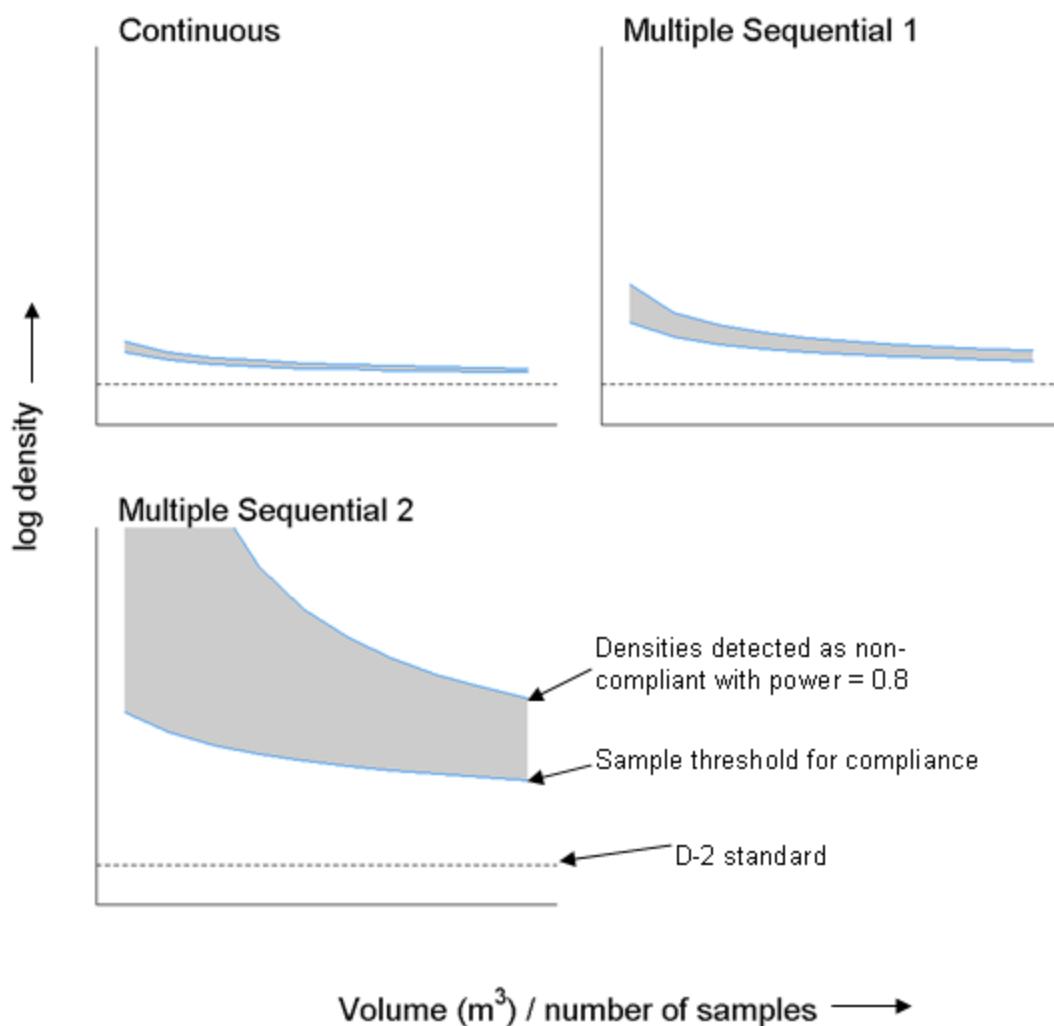 Continuous
Multiple Sequential 1
log density
Multiple Sequential 2
Densities detected as non-
compliant with power = 0.8
Sample threshold for compliance
D-2 standard
Volume (m³) / number of samples